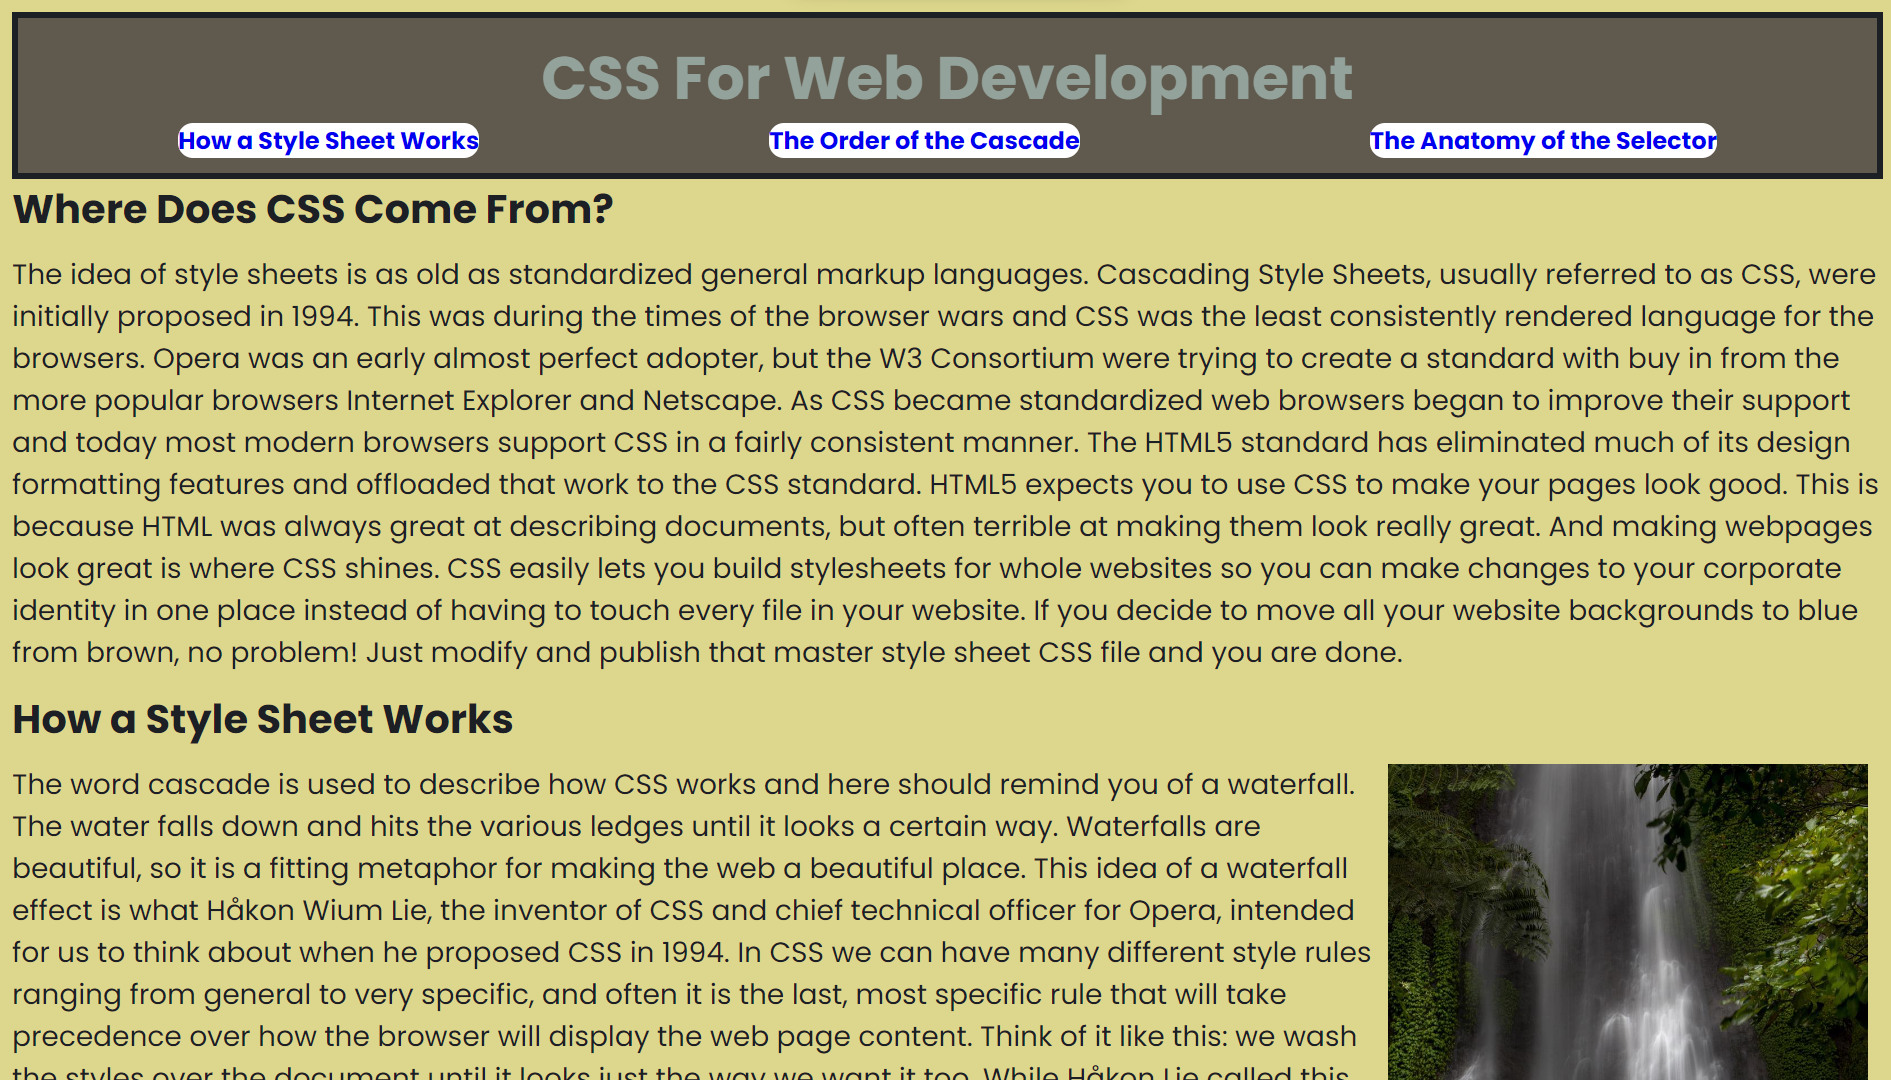 CSS For Web Development
How a Style Sheet Works
The Order of the Cascade
The Anatomy of the Selector
Where Does CSS Come From?
The idea of style sheets is as old as standardized general markup languages. Cascading Style Sheets, usually referred to as CSS, were
initially proposed in 1994. This was during the times of the browser wars and CSS was the least consistently rendered language for the
browsers. Opera was an early almost perfect adopter, but the W3 Consortium were trying to create a standard with buy in from the
more popular browsers Internet Explorer and Netscape. As CSS became standardized web browsers began to improve their support
and today most modern browsers support CSS in a fairly consistent manner. The HTML5 standard has eliminated much of its design
formatting features and offloaded that work to the CSS standard. HTML5 expects you to use CSS to make your pages look good. This is
because HTML was always great at describing documents, but often terrible at making them look really great. And making webpages
look great is where CSS shines. CSS easily lets you build stylesheets for whole websites so you can make changes to your corporate
identity in one place instead of having to touch every file in your website. If you decide to move all your website backgrounds to blue
from brown, no problem! Just modify and publish that master style sheet CSS file and you are done.
How a Style Sheet Works
The word cascade is used to describe how CSS works and here should remind you of a waterfall.
The water falls down and hits the various ledges until it looks a certain way. Waterfalls are
beautiful, so it is a fitting metaphor for making the web a beautiful place. This idea of a waterfall
effect is what Håkon Wium Lie, the inventor of CSS and chief technical officer for Opera, intended
for us to think about when he proposed CSS in 1994. In CSS we can have many different style rules
ranging from general to very specific, and often it is the last, most specific rule that will take
precedence over how the browser will display the web page content. Think of it like this: we wash
the styles over the document until it looks just the way we want it too. While Håkon Lie called this